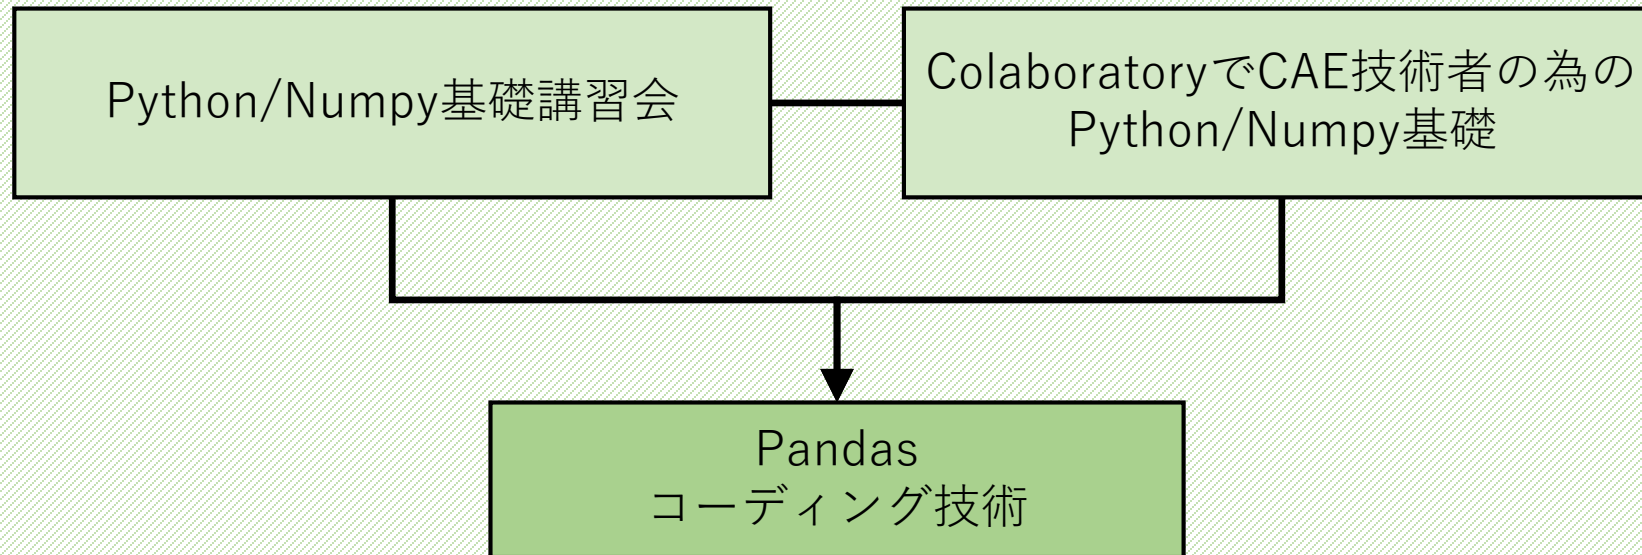 Python/Numpy基礎講習会
ColaboratoryでCAE技術者の為の
Python/Numpy基礎
Pandas
コーディング技術